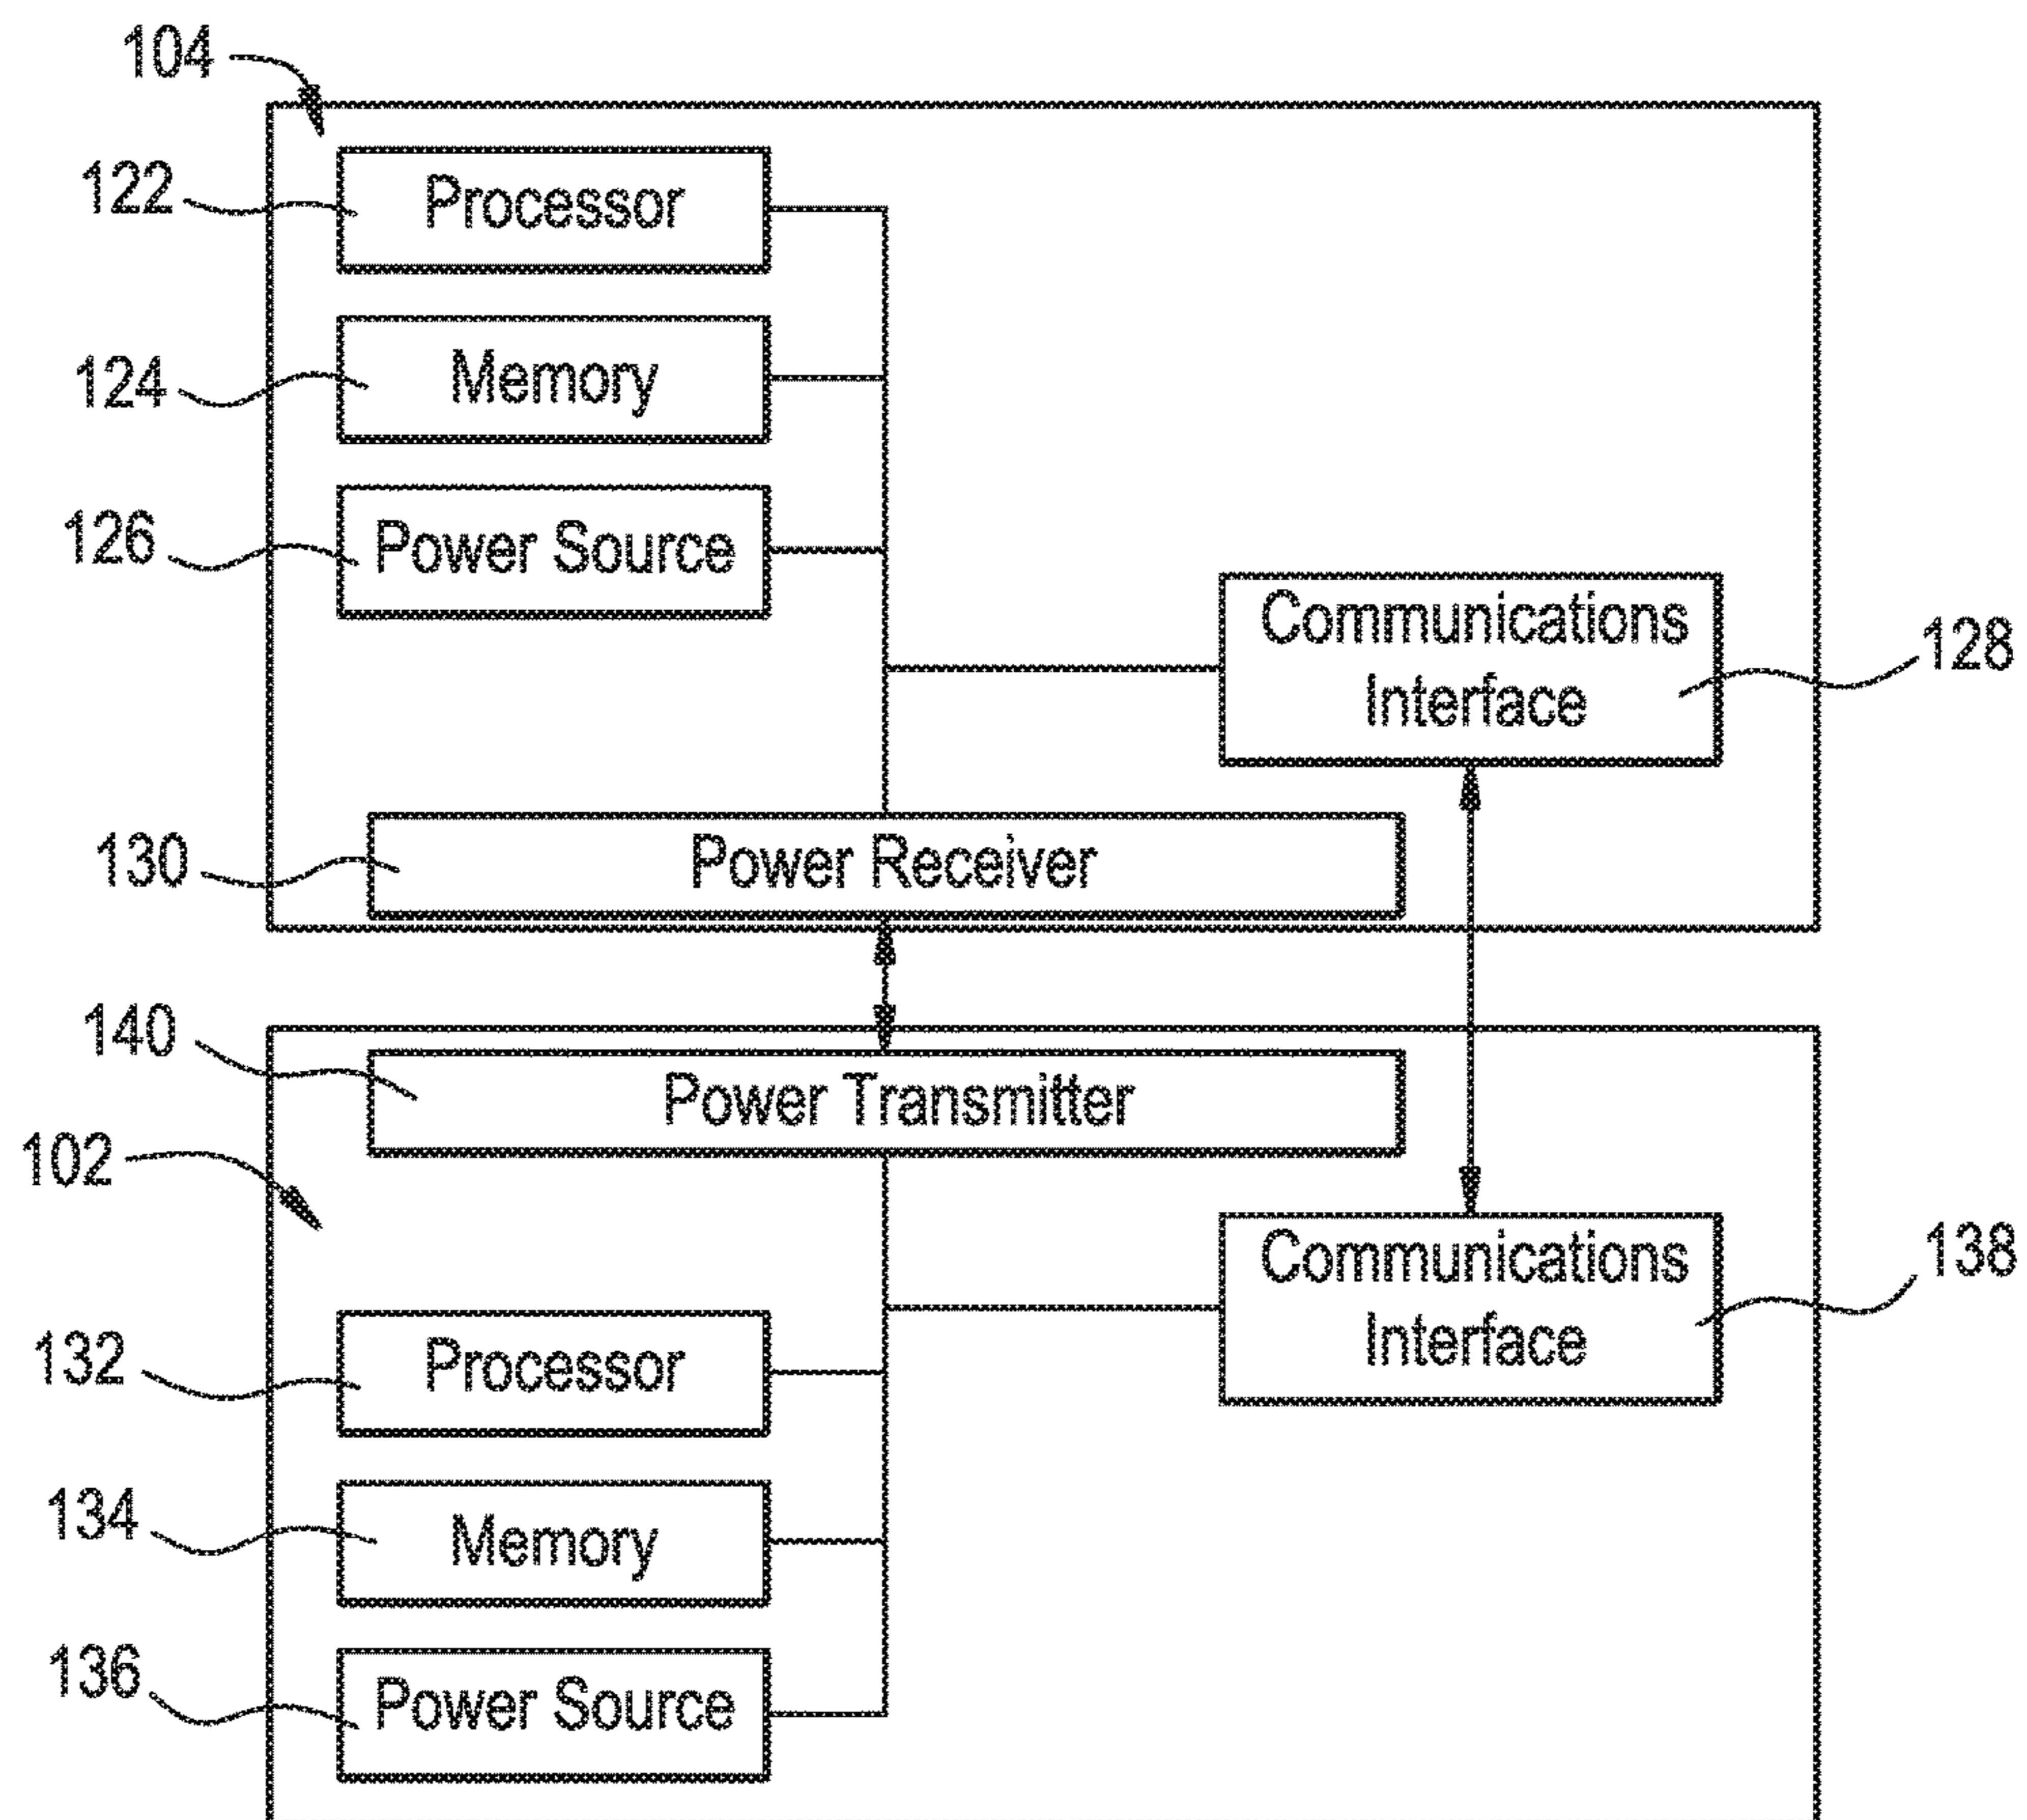 104
122
Processor
124
Memory
126
Power Source
Communications
Interface
128
130
Power Receiver
140
Power Transmitter
102
Communications
Interface
138
132
Processor
134
Memory
136
Power Source